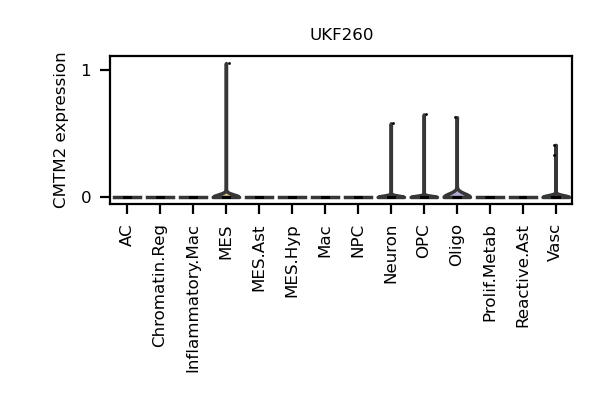 UKF260
CMTM2 expression
1
0
AC
Chromatin.Reg
Inflammatory.Mac
MES
MES.Ast
MES.Hyp
Mac
NPC
Neuron
OPC
Oligo
Prolif.Metab
Reactive.Ast
Vasc